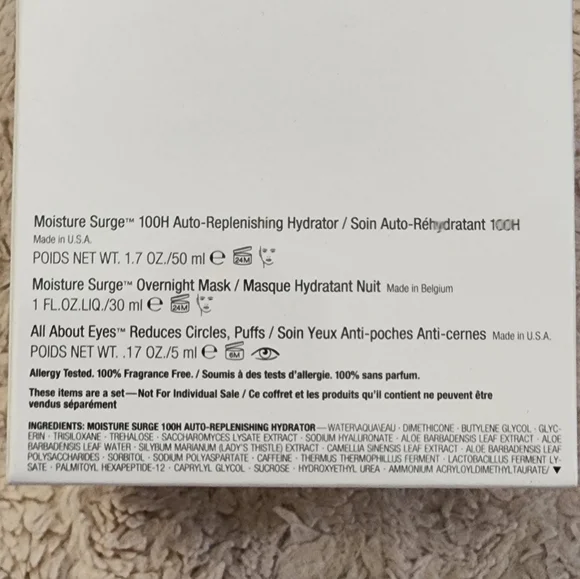 Moisture Surge™ 100H Auto-Replenishing Hydrator / Soin Auto-Réhydratant 100H
Made in U.S.A.
POIDS NET WT. 1.7 OZ./50 ml ℮ 24M
Moisture Surge™ Overnight Mask / Masque Hydratant Nuit Made in Belgium
1 FL.OZ.LIQ./30 ml ℮ 24M
All About Eyes™ Reduces Circles, Puffs / Soin Yeux Anti-poches Anti-cernes Made in U.S.A.
POIDS NET WT. .17 OZ./5 ml ℮ 6M
Allergy Tested. 100% Fragrance Free. / Soumis à des tests d'allergie. 100% sans parfum.
These items are a set—Not For Individual Sale / Ce coffret et les produits qu'il contient ne peuvent être
vendus séparément
INGREDIENTS: MOISTURE SURGE 100H AUTO-REPLENISHING HYDRATOR — WATER\AQUA\EAU · DIMETHICONE · BUTYLENE GLYCOL · GLYC-
ERIN · TRISILOXANE · TREHALOSE · SACCHAROMYCES LYSATE EXTRACT · SODIUM HYALURONATE · ALOE BARBADENSIS LEAF EXTRACT · ALOE
BARBADENSIS LEAF WATER · SILYBUM MARIANUM (LADY'S THISTLE) EXTRACT · CAMELLIA SINENSIS LEAF EXTRACT · ALOE BARBADENSIS LEAF
POLYSACCHARIDES · SORBITOL · SODIUM POLYASPARTATE · CAFFEINE · THERMUS THERMOPHILLUS FERMENT · LACTOBACILLUS FERMENT LY-
SATE · PALMITOYL HEXAPEPTIDE-12 · CAPRYLYL GLYCOL · SUCROSE · HYDROXYETHYL UREA · AMMONIUM ACRYLOYLDIMETHYLTAURATE/ ▼